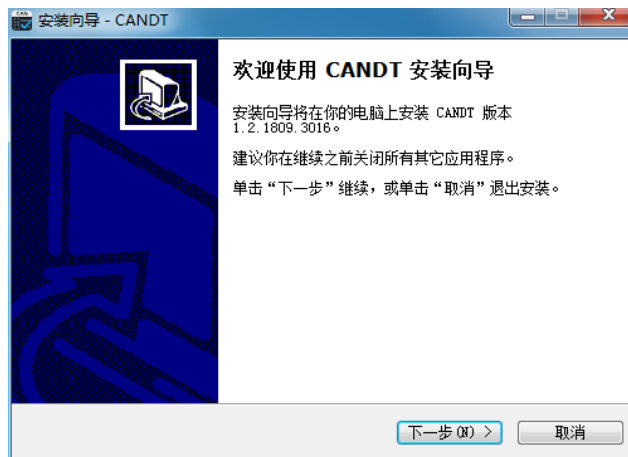 CAN
安装向导 - CANDT
欢迎使用 CANDT 安装向导
安装向导将在你的电脑上安装 CANDT 版本
1.2.1809.3016。
建议你在继续之前关闭所有其它应用程序。
单击“下一步”继续，或单击“取消”退出安装。
下一步(N) >
取消